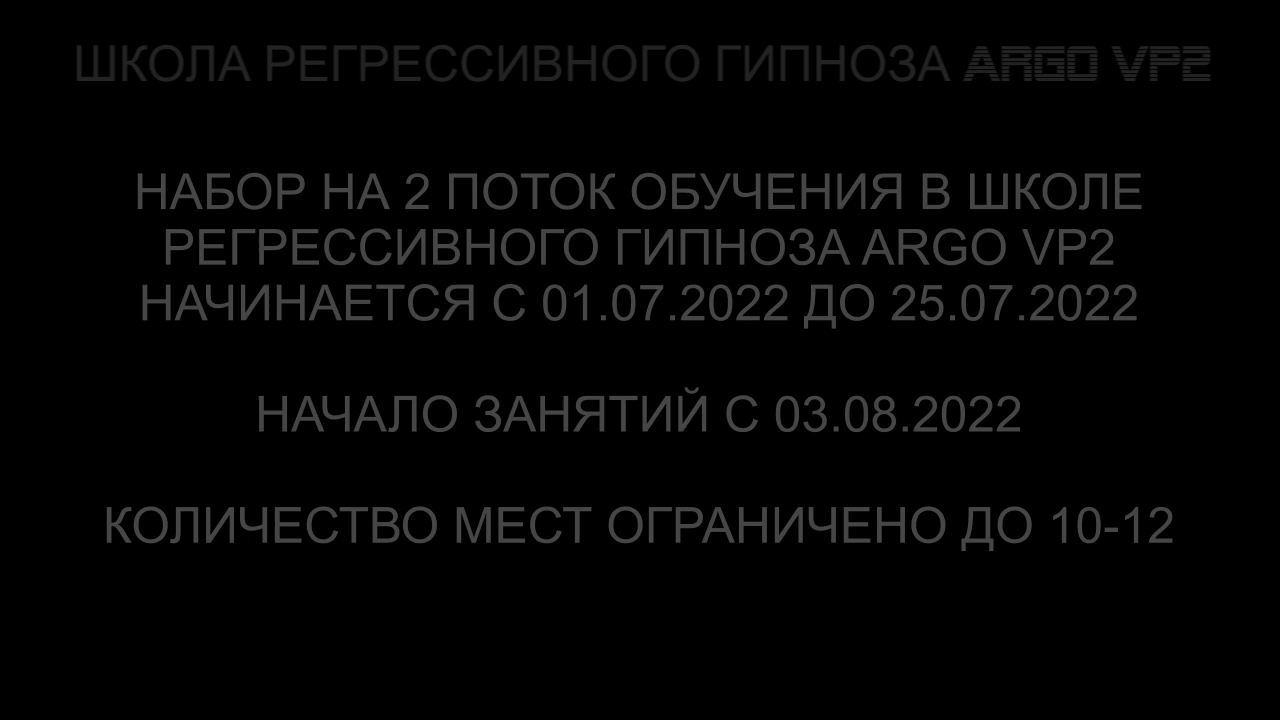 ШКОЛА РЕГРЕССИВНОГО ГИПНОЗА ARGO VP2
НАБОР НА 2 ПОТОК ОБУЧЕНИЯ В ШКОЛЕ
РЕГРЕССИВНОГО ГИПНОЗА ARGO VP2
НАЧИНАЕТСЯ С 01.07.2022 ДО 25.07.2022
НАЧАЛО ЗАНЯТИЙ С 03.08.2022
КОЛИЧЕСТВО МЕСТ ОГРАНИЧЕНО ДО 10-12